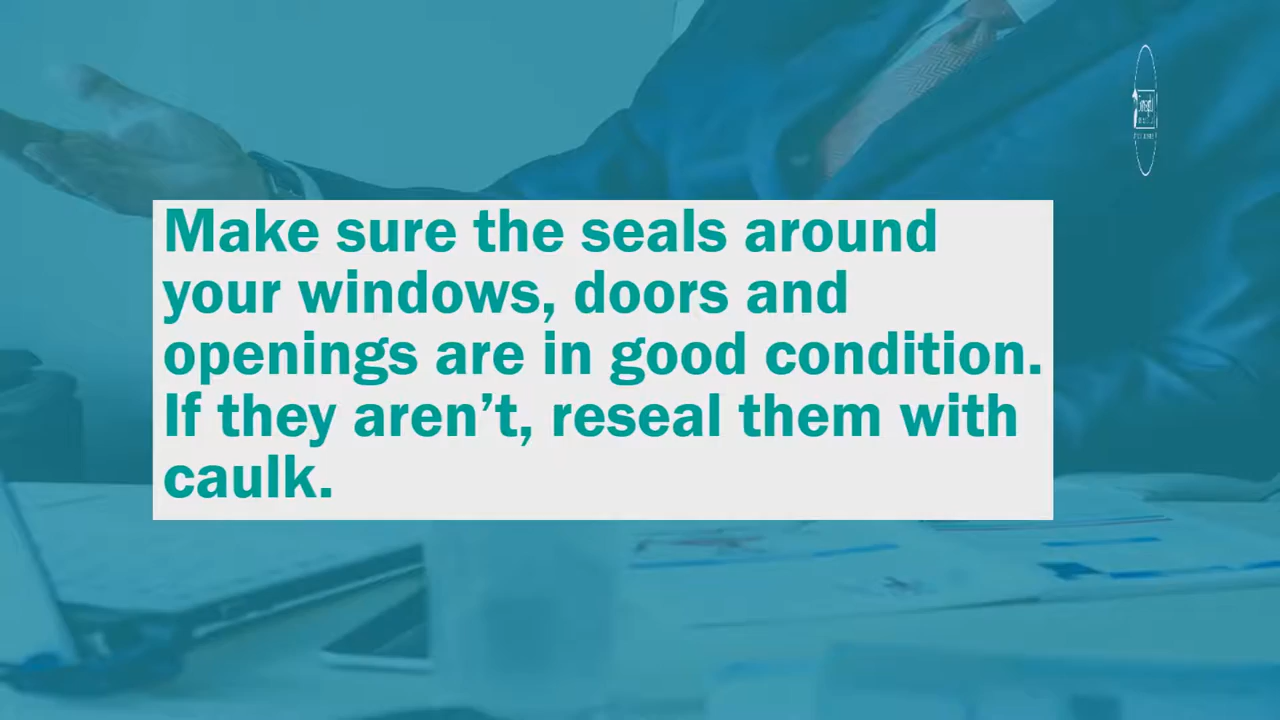 Make sure the seals around
your windows, doors and
openings are in good condition.
If they aren’t, reseal them with
caulk.